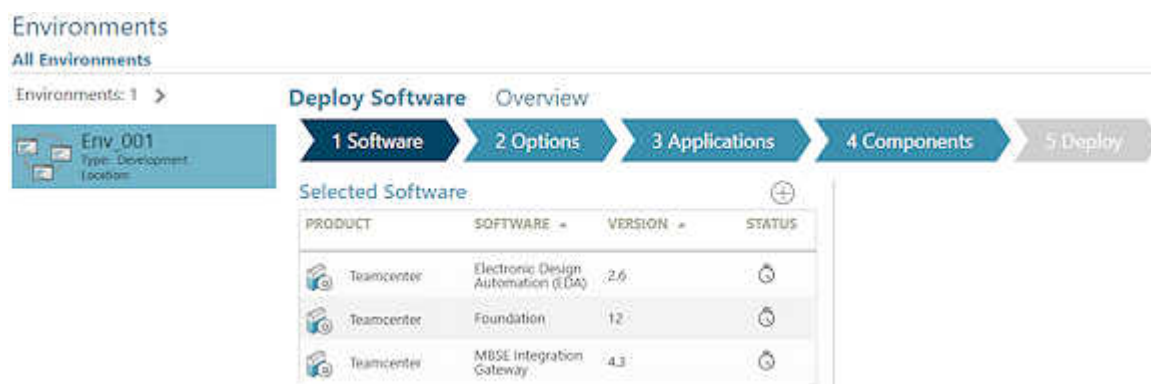 Environments
All Environments
Environments: 1
Env_001
Type: Development
Location:
Deploy Software Overview
1 Software 2 Options 3 Applications 4 Components 5 Deploy
Selected Software
PRODUCT SOFTWARE VERSION STATUS
Teamcenter Electronic Design Automation (EDA) 2.6
Teamcenter Foundation 12
Teamcenter MBSE Integration Gateway 4.3